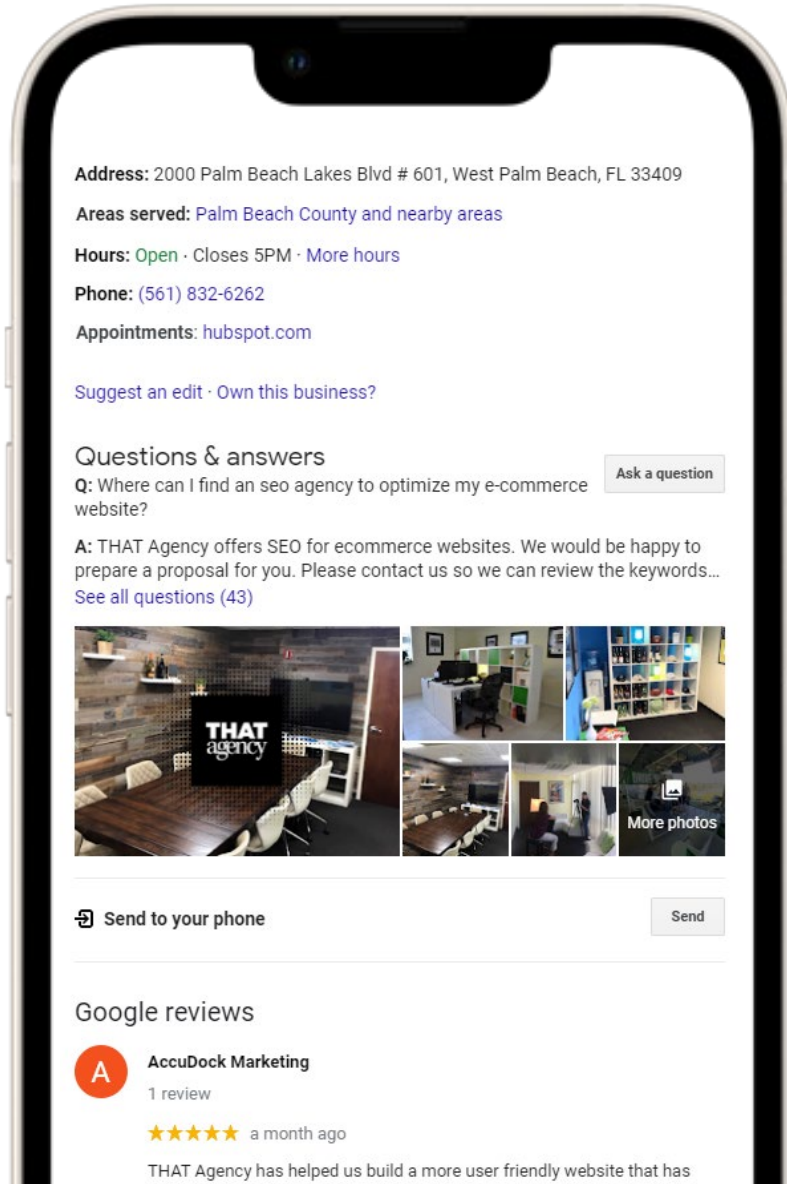 Address: 2000 Palm Beach Lakes Blvd # 601, West Palm Beach, FL 33409
Areas served: Palm Beach County and nearby areas
Hours: Open · Closes 5PM · More hours
Phone: (561) 832-6262
Appointments: hubspot.com
Suggest an edit · Own this business?
Questions & answers
Ask a question
Q: Where can I find an seo agency to optimize my e-commerce
website?
A: THAT Agency offers SEO for ecommerce websites. We would be happy to
prepare a proposal for you. Please contact us so we can review the keywords...
See all questions (43)
THAT
agency
More photos
Send to your phone
Send
Google reviews
A
AccuDock Marketing
1 review
a month ago
THAT Agency has helped us build a more user friendly website that has